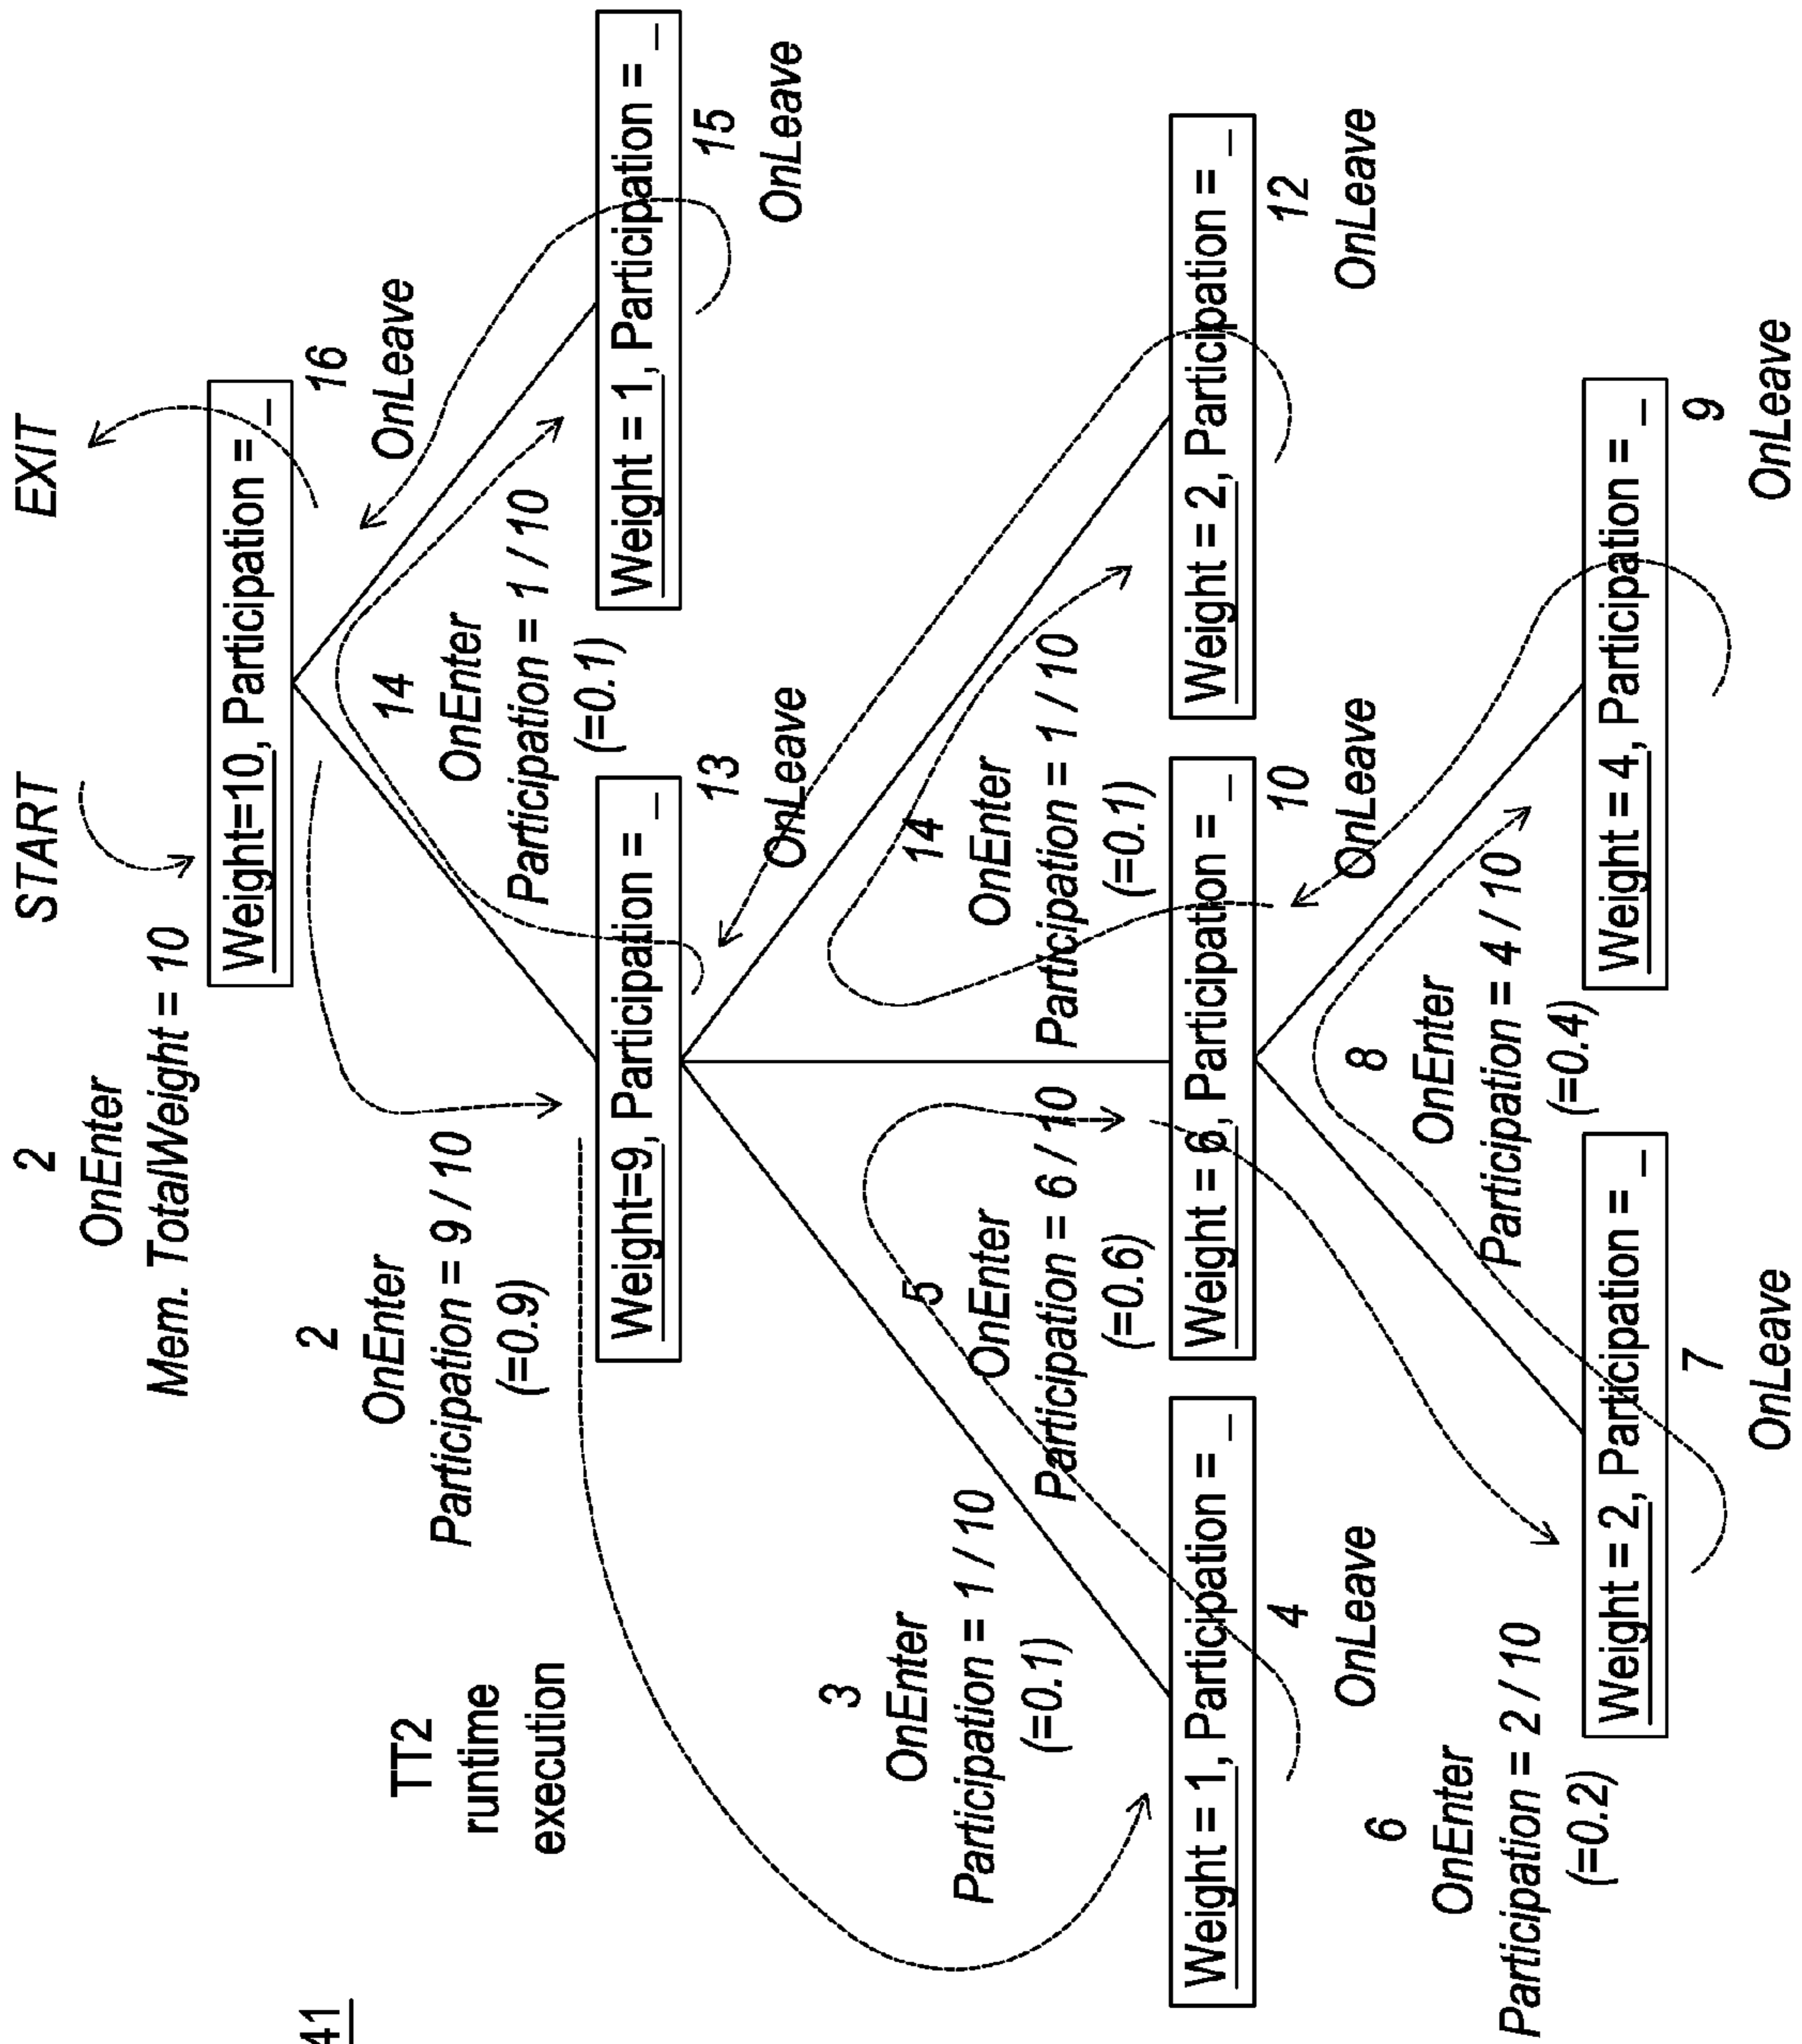 41
START
EXIT
2
OnEnter
Mem. TotalWeight = 10
Weight=10, Participation = _
16
OnLeave
2
OnEnter
Participation = 9 / 10
(=0.9)
14
OnEnter
Participation = 1 / 10
(=0.1)
TT2
runtime
execution
Weight=9, Participation = _
13
OnLeave
Weight = 1, Participation = _
15
OnLeave
3
OnEnter
Participation = 1 / 10
(=0.1)
5
OnEnter
Participation = 6 / 10
(=0.6)
14
OnEnter
Participation = 1 / 10
(=0.1)
Weight = 1, Participation = _
4
OnLeave
Weight = 6, Participation = _
10
OnLeave
Weight = 2, Participation = _
12
OnLeave
6
OnEnter
Participation = 2 / 10
(=0.2)
8
OnEnter
Participation = 4 / 10
(=0.4)
Weight = 2, Participation = _
7
OnLeave
Weight = 4, Participation = _
9
OnLeave